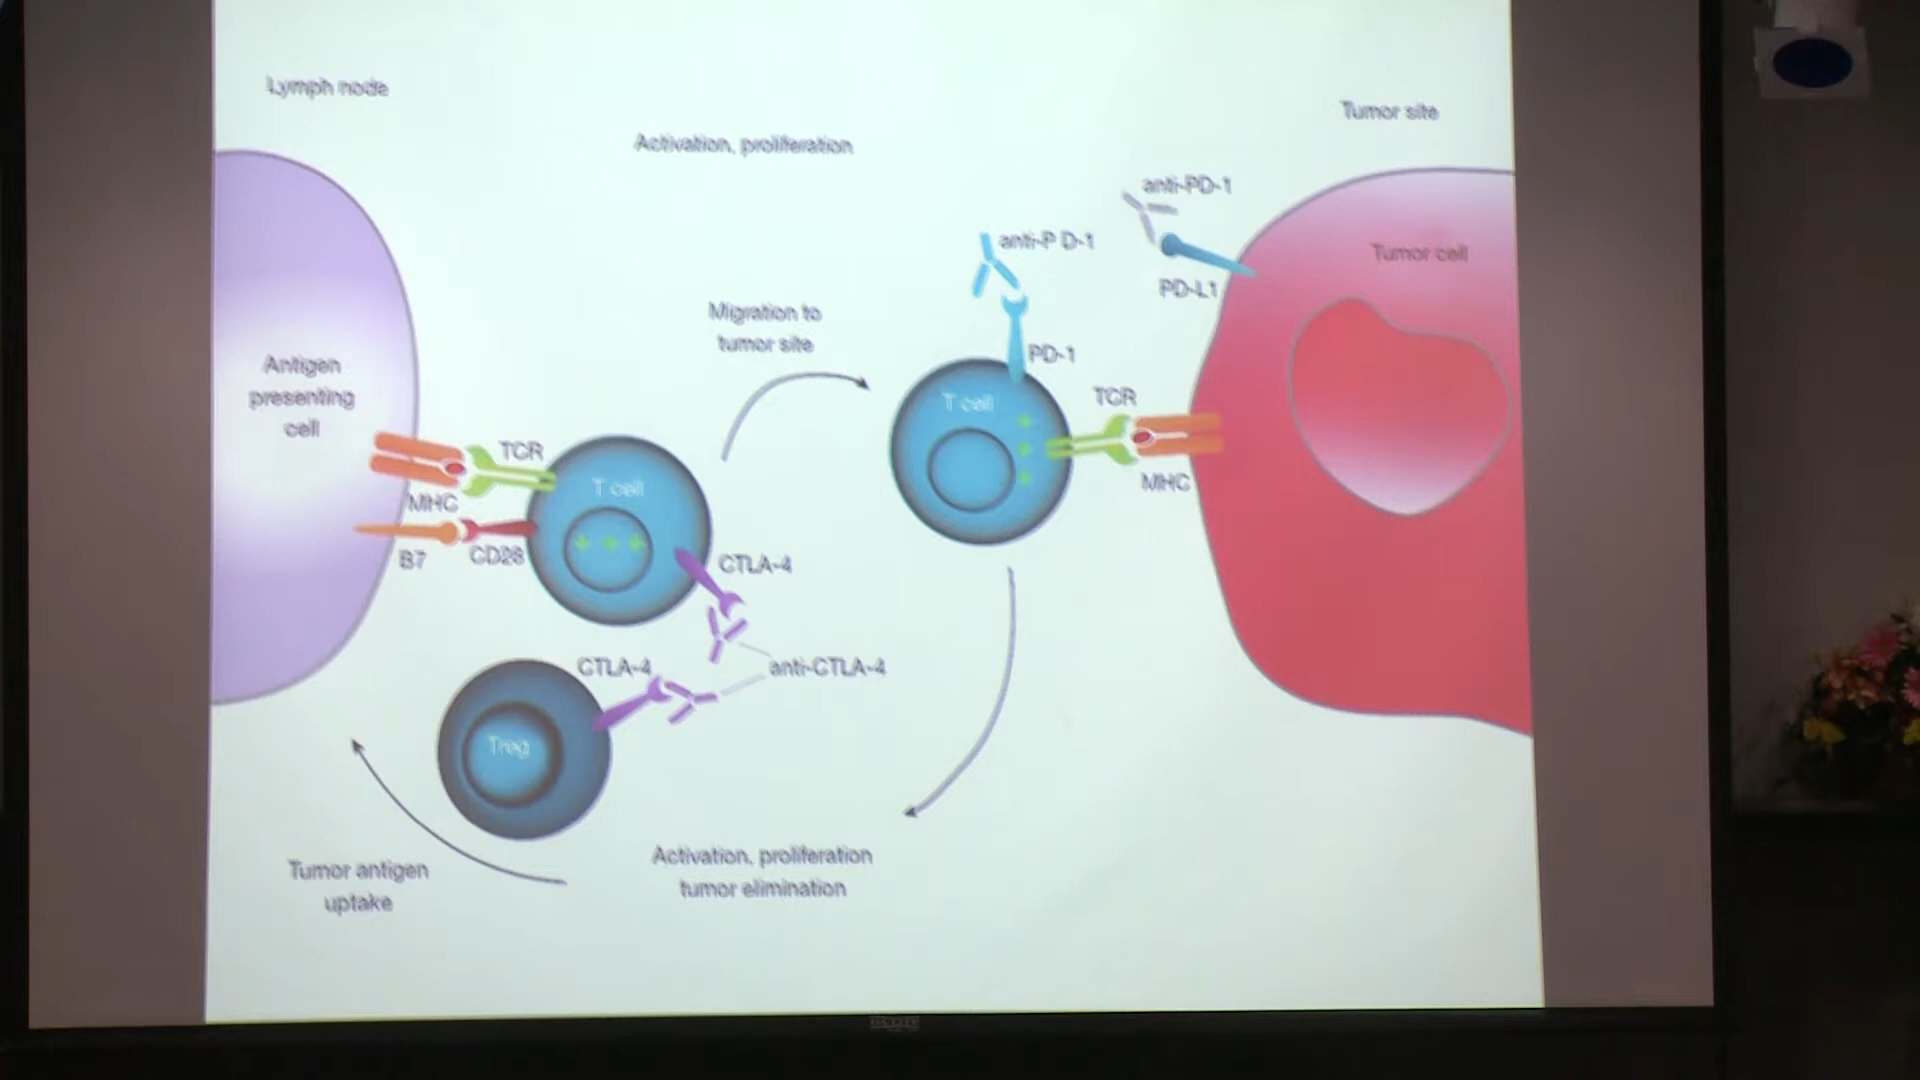 Lymph node
Tumor site
Activation, proliferation
anti-PD-1
anti-P D-1
Tumor cell
PD-L1
Migration to
tumor site
PD-1
Antigen
presenting
cell
T cell
TCR
TCR
MHC
T cell
MHC
B7
CD28
CTLA-4
CTLA-4
anti-CTLA-4
Treg
Activation, proliferation
tumor elimination
Tumor antigen
uptake